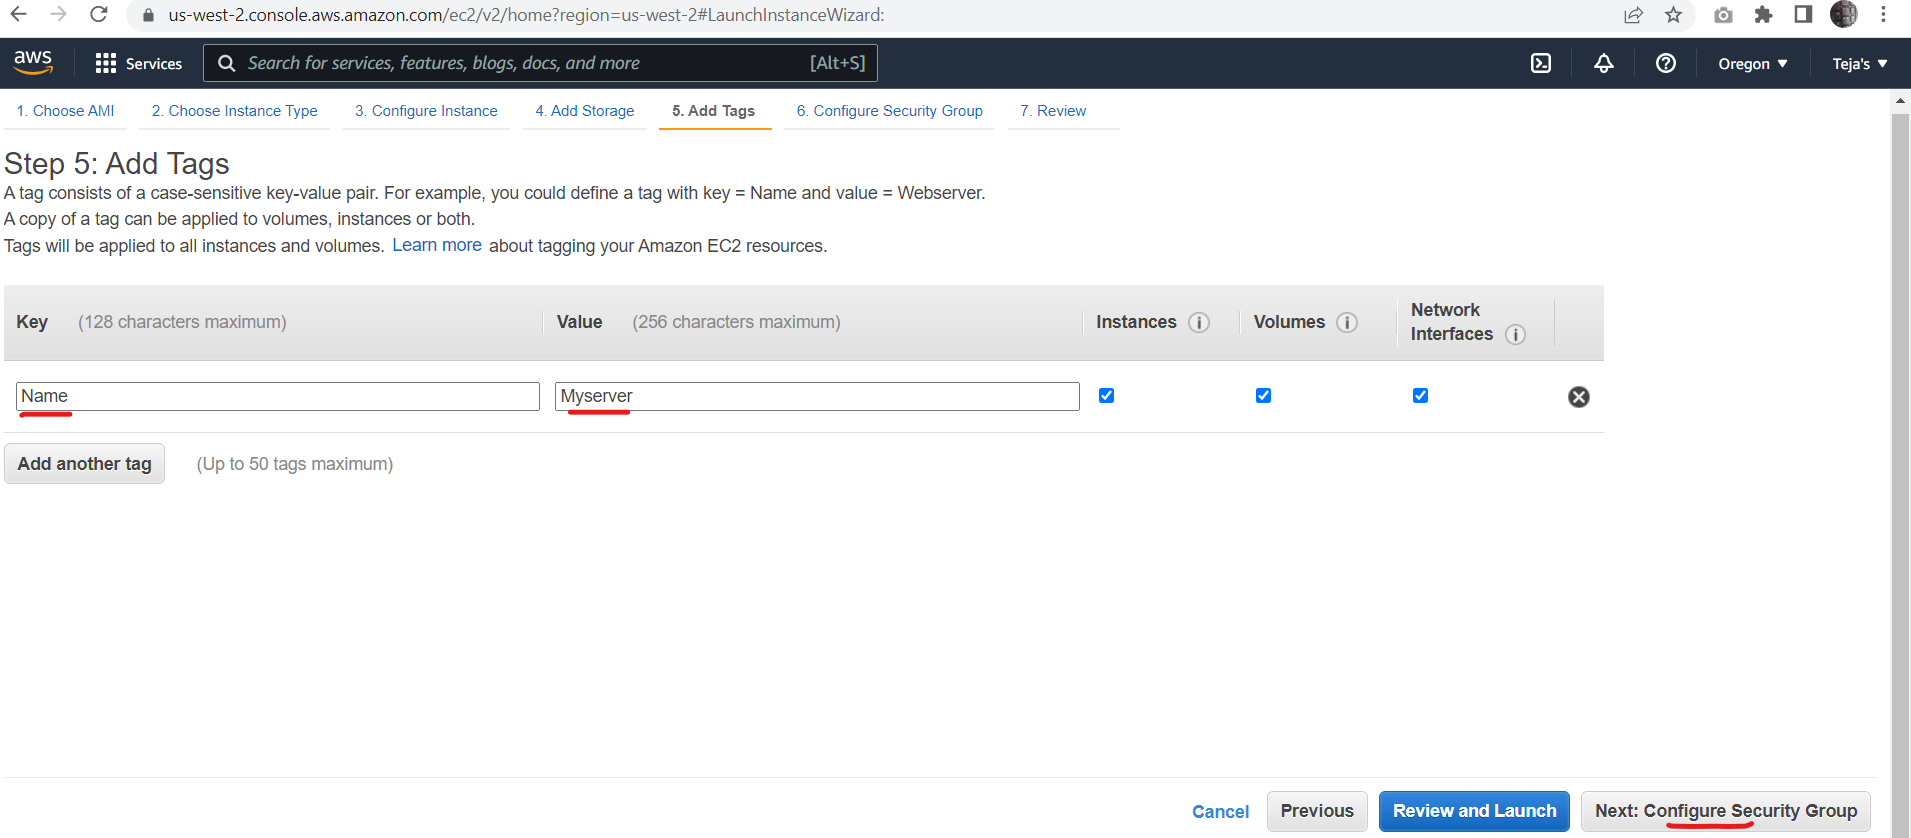 us-west-2.console.aws.amazon.com/ec2/v2/home?region=us-west-2#LaunchInstanceWizard:
aws Services Search for services, features, blogs, docs, and more [Alt+S] Oregon Teja's
1. Choose AMI 2. Choose Instance Type 3. Configure Instance 4. Add Storage 5. Add Tags 6. Configure Security Group 7. Review
Step 5: Add Tags
A tag consists of a case-sensitive key-value pair. For example, you could define a tag with key = Name and value = Webserver.
A copy of a tag can be applied to volumes, instances or both.
Tags will be applied to all instances and volumes. Learn more about tagging your Amazon EC2 resources.
Key (128 characters maximum) Value (256 characters maximum) Instances Volumes Network Interfaces
Name Myserver
Add another tag (Up to 50 tags maximum)
Cancel Previous Review and Launch Next: Configure Security Group